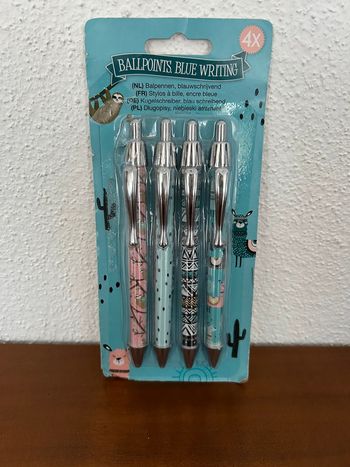 4X
BALLPOINTS, BLUE WRITING
(NL) Balpennen, blauwschrijvend
(FR) Stylos à bille, encre bleue
(DE) Kugelschreiber, blau schreibend
(PL) Długopisy, niebieski atrament